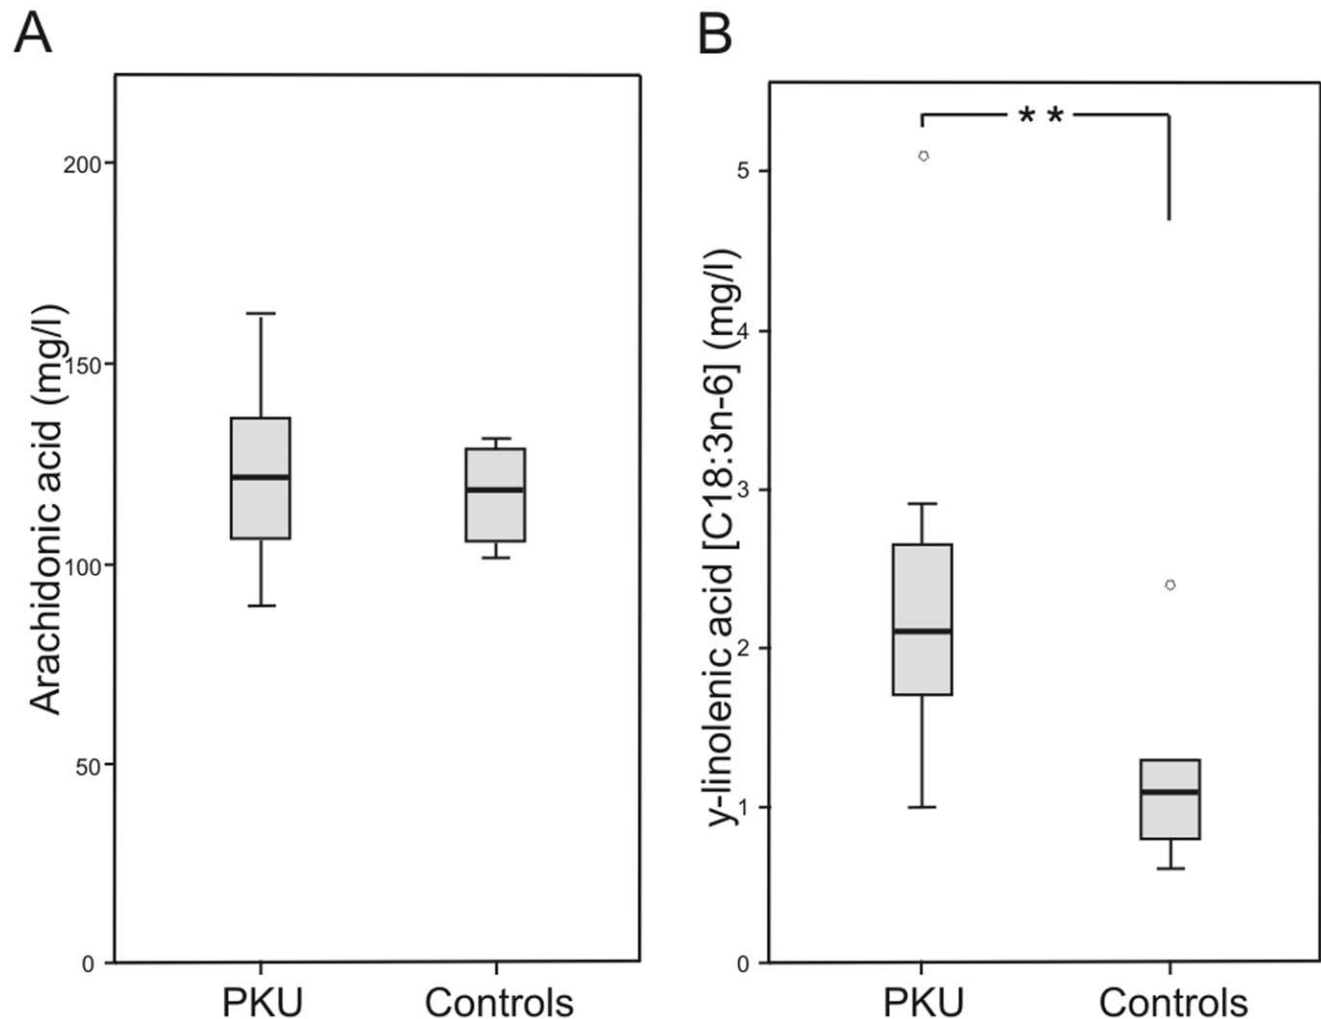 A
Arachidonic acid (mg/l)
200
150
100
50
0
PKU
Controls
B
y-linolenic acid [C18:3n-6] (mg/l)
5
4
3
2
1
0
**
PKU
Controls